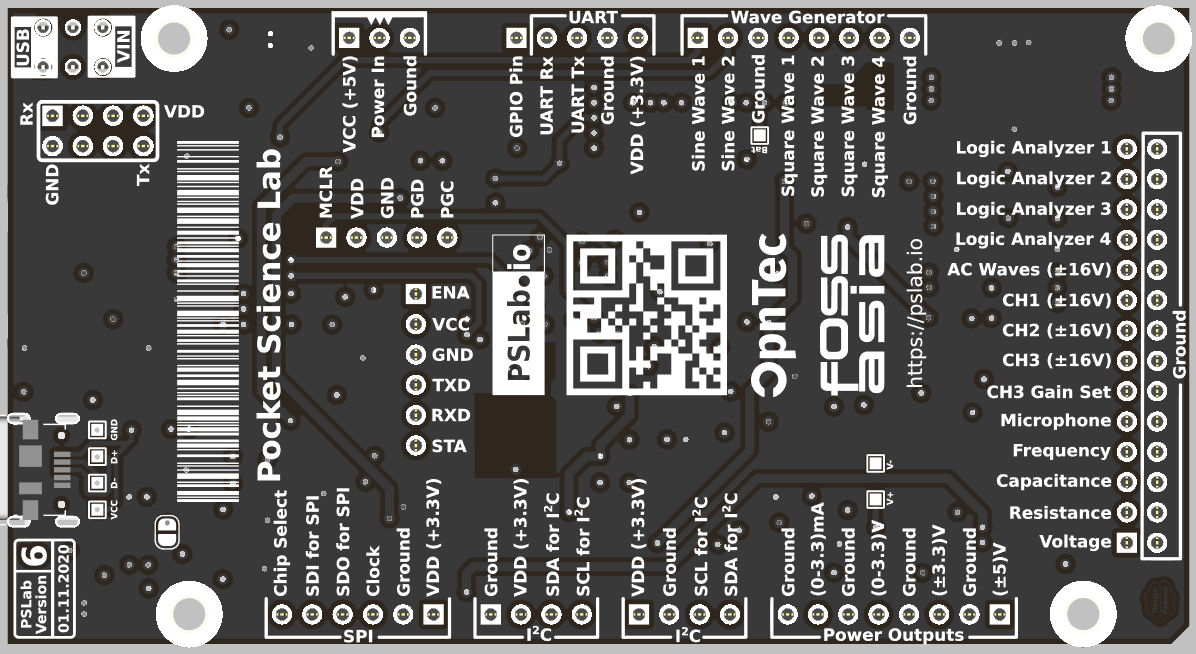 USB
VIN
Rx
VDD
GND
Tx
VCC (+5V)
Power In
Gound
UART
GPIO Pin
UART Rx
UART Tx
Ground
VDD (+3.3V)
Wave Generator
Sine Wave 1
Sine Wave 2
Ground
Square Wave 1
Square Wave 2
Square Wave 3
Square Wave 4
Ground
Bat
Pocket Science Lab
MCLR
VDD
GND
PGD
PGC
ENA
VCC
GND
TXD
RXD
STA
PSLab.io
OpnTec
FOSS
ASIA
https://pslab.io
Logic Analyzer 1
Logic Analyzer 2
Logic Analyzer 3
Logic Analyzer 4
AC Waves (±16V)
CH1 (±16V)
CH2 (±16V)
CH3 (±16V)
CH3 Gain Set
Microphone
Frequency
Capacitance
Resistance
Voltage
Ground
GND
D+
D-
VCC
V-
V+
PSLab
Version
6
01.11.2020
Chip Select
SDI for SPI
SDO for SPI
Clock
Ground
VDD (+3.3V)
SPI
Ground
VDD (+3.3V)
SDA for I²C
SCL for I²C
I²C
VDD (+3.3V)
Ground
SCL for I²C
SDA for I²C
I²C
Ground
(0-3.3)mA
Ground
(0-3.3)V
Ground
(±3.3)V
Ground
(±5)V
Power Outputs